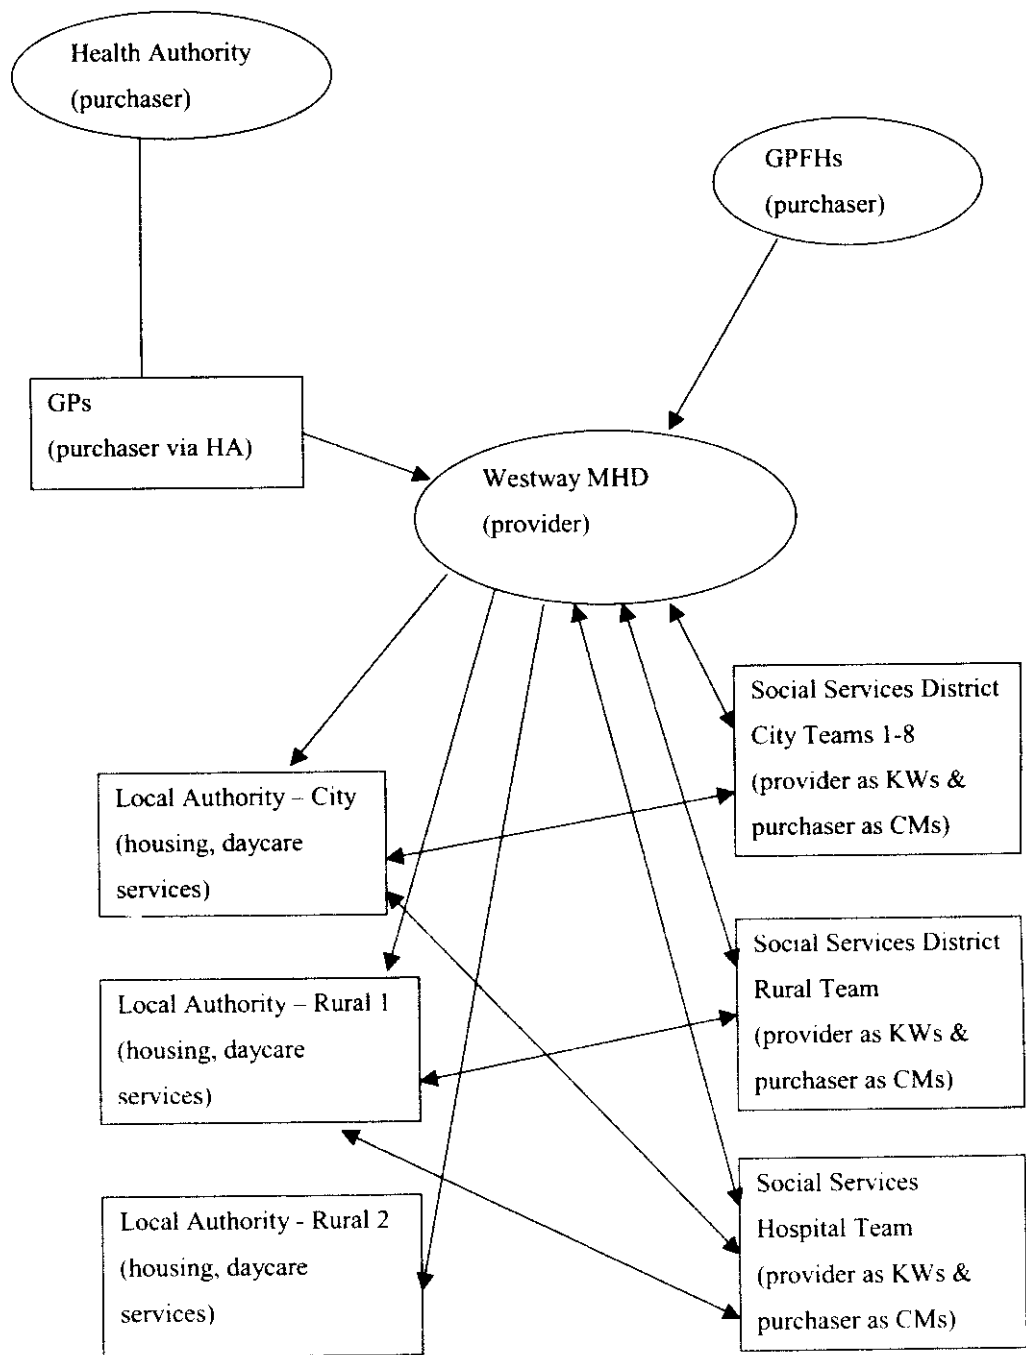 Health Authority
(purchaser)
GPFHs
(purchaser)
GPs
(purchaser via HA)
Westway MHD
(provider)
Social Services District
City Teams 1-8
(provider as KWs &
purchaser as CMs)
Local Authority – City
(housing, daycare
services)
Social Services District
Rural Team
(provider as KWs &
purchaser as CMs)
Local Authority – Rural 1
(housing, daycare
services)
Social Services
Hospital Team
(provider as KWs &
purchaser as CMs)
Local Authority - Rural 2
(housing, daycare
services)